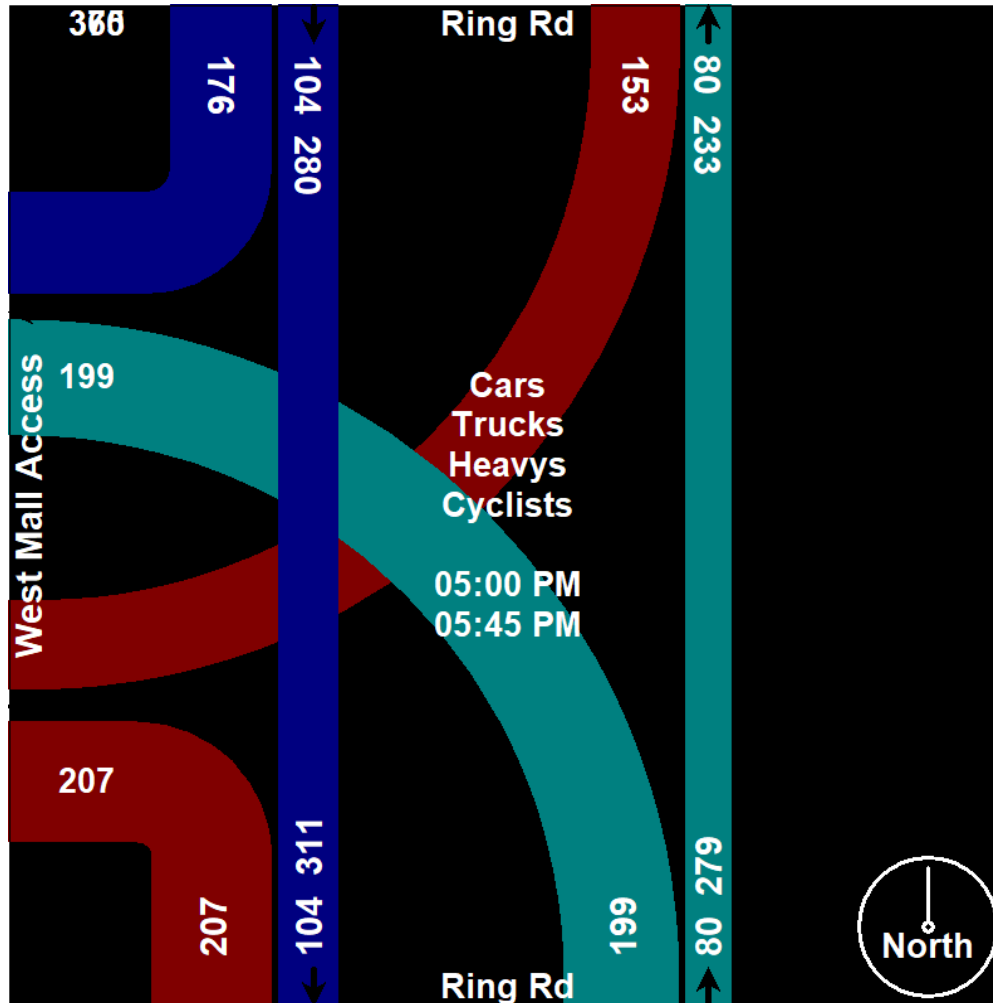 Ring Rd
176
104 280
153
80 233
199
West Mall Access
Cars
Trucks
Heavys
Cyclists
05:00 PM
05:45 PM
207
207
104 311
199
80 279
North
Ring Rd